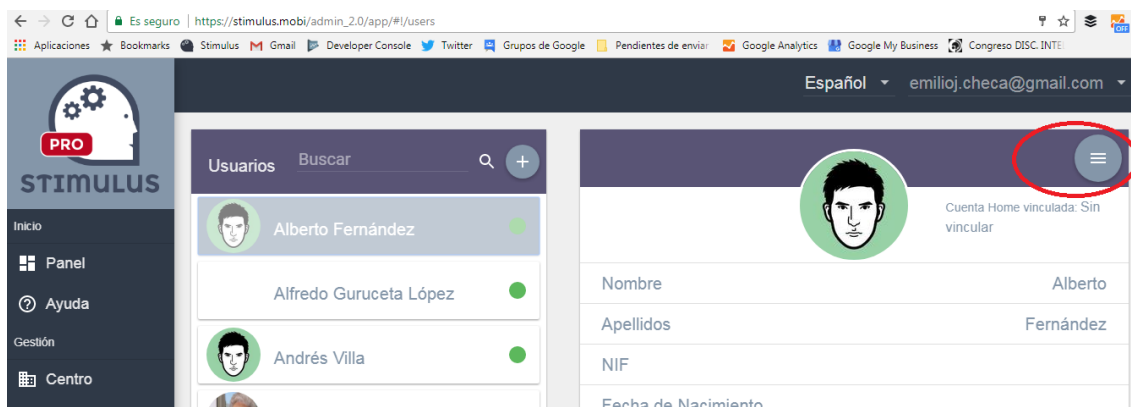 Es seguro | https://stimulus.mobi/admin_2.0/app/#!/users
Aplicaciones Bookmarks Stimulus Gmail Developer Console Twitter Grupos de Google Pendientes de enviar Google Analytics Google My Business Congreso DISC. INTE
OFF
Español emilioj.checa@gmail.com
PRO
STIMULUS
Inicio
Panel
Ayuda
Gestión
Centro
Usuarios Buscar
Alberto Fernández
Alfredo Guruceta López
Andrés Villa
Cuenta Home vinculada: Sin
vincular
Nombre Alberto
Apellidos Fernández
NIF
Fecha de Nacimiento